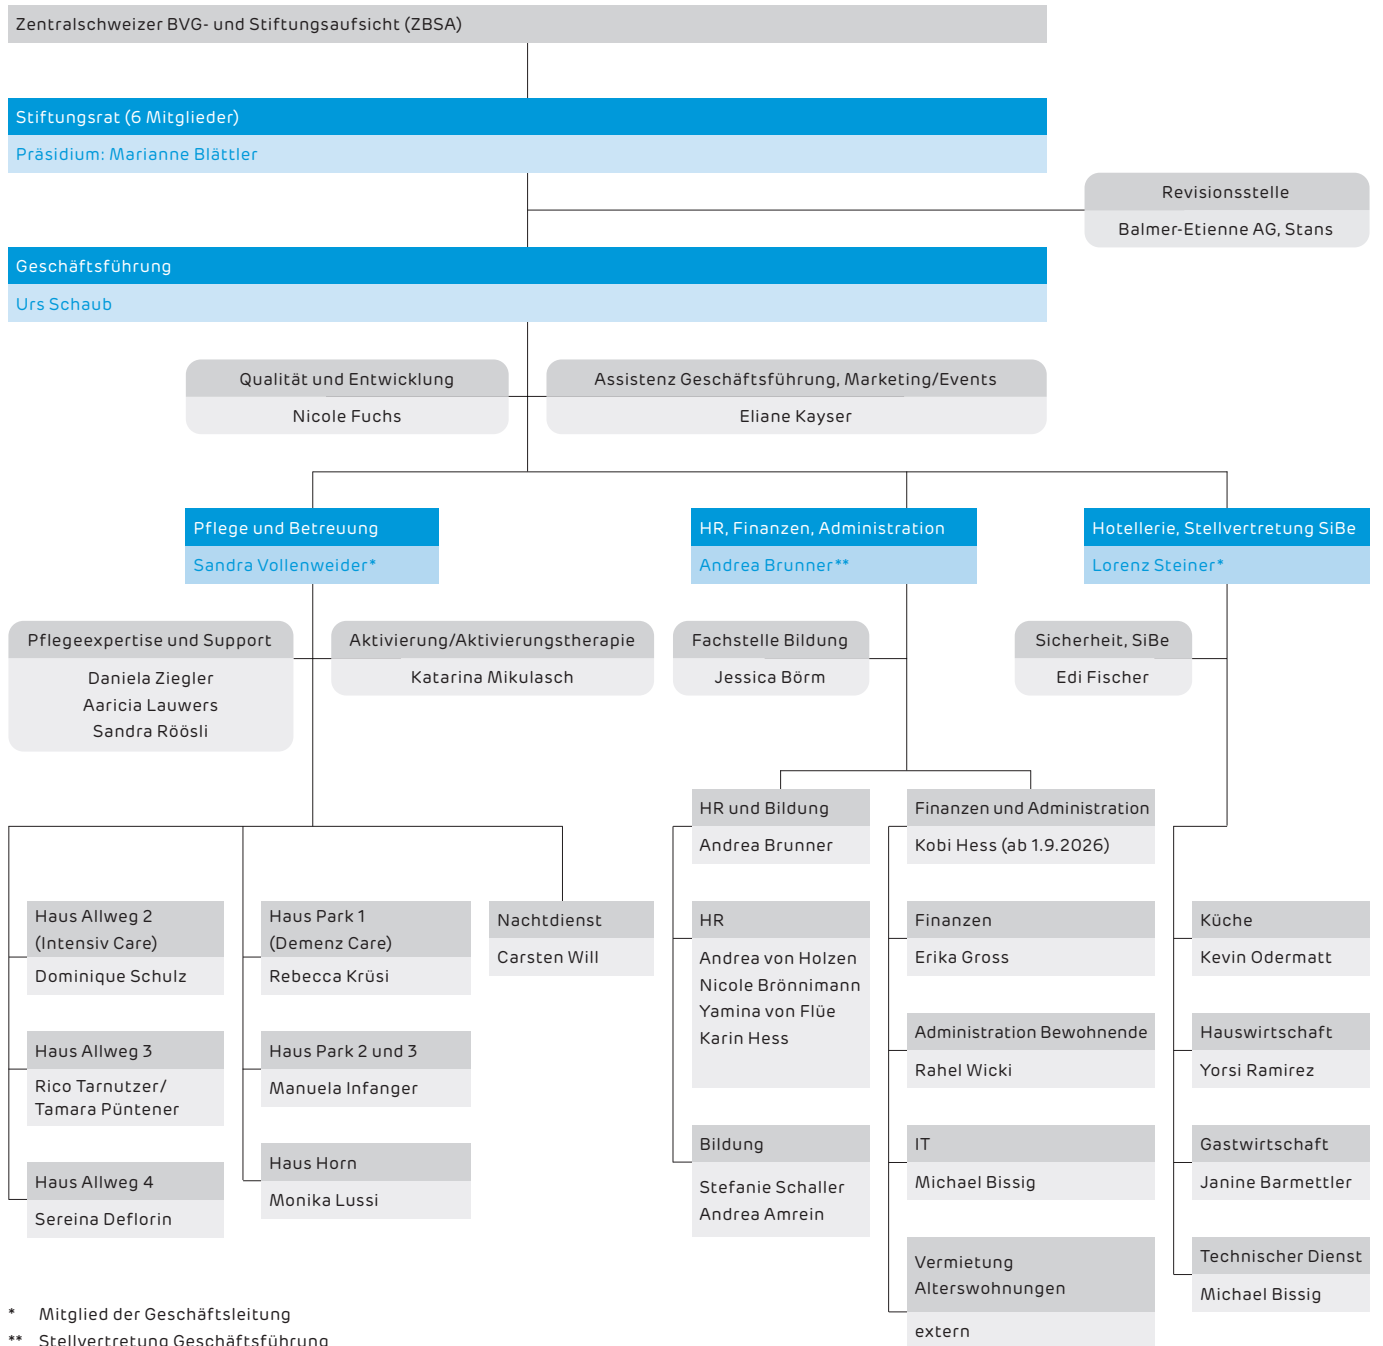 Zentralschweizer BVG- und Stiftungsaufsicht (ZBSA)
Stiftungsrat (6 Mitglieder)
Präsidium: Marianne Blättler
Revisionsstelle
Balmer-Etienne AG, Stans
Geschäftsführung
Urs Schaub
Qualität und Entwicklung
Nicole Fuchs
Assistenz Geschäftsführung, Marketing/Events
Eliane Kayser
Pflege und Betreuung
Sandra Vollenweider*
HR, Finanzen, Administration
Andrea Brunner**
Hotellerie, Stellvertretung SiBe
Lorenz Steiner*
Pflegeexpertise und Support
Daniela Ziegler
Aaricia Lauwers
Sandra Röösli
Aktivierung/Aktivierungstherapie
Katarina Mikulasch
Fachstelle Bildung
Jessica Börm
Sicherheit, SiBe
Edi Fischer
Haus Allweg 2
(Intensiv Care)
Dominique Schulz
Haus Allweg 3
Rico Tarnutzer/
Tamara Püntener
Haus Allweg 4
Sereina Deflorin
Haus Park 1
(Demenz Care)
Rebecca Krüsi
Haus Park 2 und 3
Manuela Infanger
Haus Horn
Monika Lussi
Nachtdienst
Carsten Will
HR und Bildung
Andrea Brunner
HR
Andrea von Holzen
Nicole Brönnimann
Yamina von Flüe
Karin Hess
Bildung
Stefanie Schaller
Andrea Amrein
Finanzen und Administration
Kobi Hess (ab 1.9.2026)
Finanzen
Erika Gross
Administration Bewohnende
Rahel Wicki
IT
Michael Bissig
Vermietung
Alterswohnungen
extern
Küche
Kevin Odermatt
Hauswirtschaft
Yorsi Ramirez
Gastwirtschaft
Janine Barmettler
Technischer Dienst
Michael Bissig
* Mitglied der Geschäftsleitung
** Stellvertretung Geschäftsführung